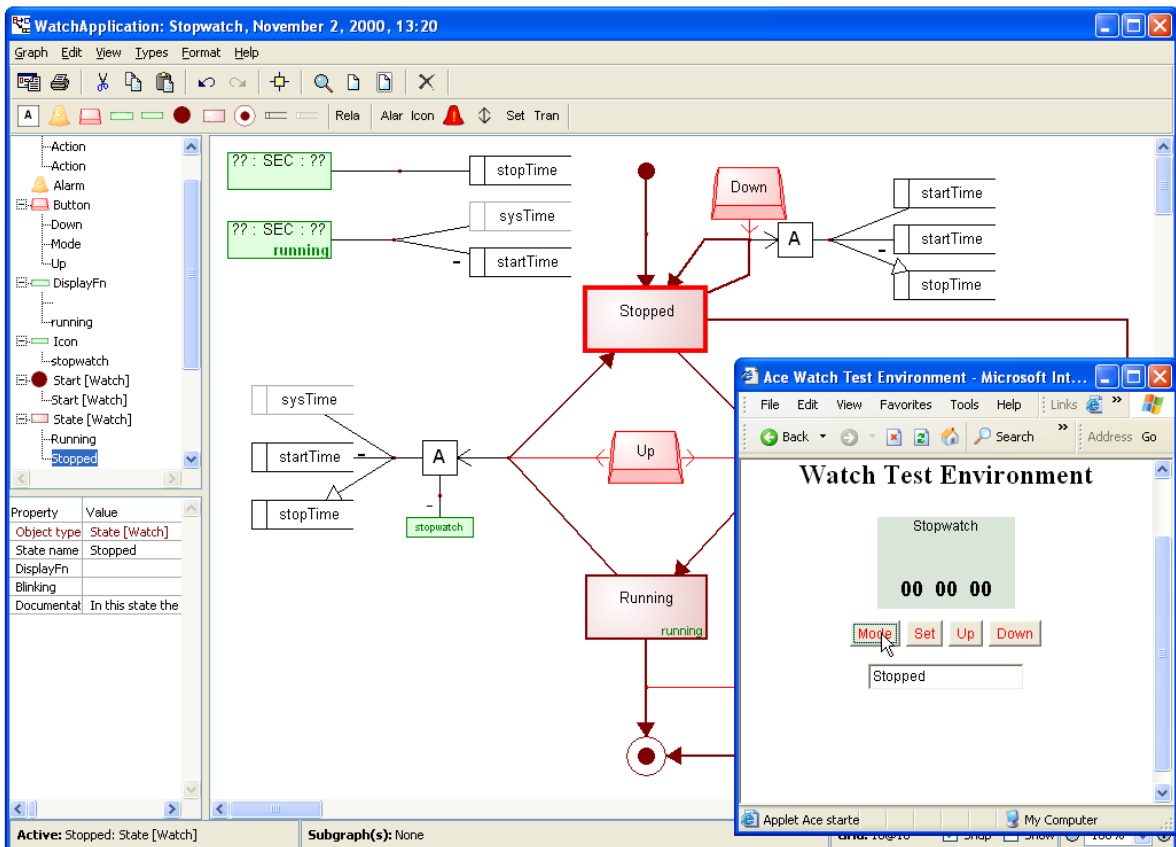 WatchApplication: Stopwatch, November 2, 2000, 13:20
Graph Edit View Types Format Help
A Rela Alar Icon Set Tran
Action
Action
Alarm
Button
Down
Mode
Up
DisplayFn
...
running
Icon
stopwatch
Start [Watch]
Start [Watch]
State [Watch]
Running
Stopped
Property Value
Object type State [Watch]
State name Stopped
DisplayFn
Blinking
Documentat In this state the
?? : SEC : ??
stopTime
?? : SEC : ??
running
sysTime
startTime
Down
A
startTime
startTime
stopTime
Stopped
sysTime
startTime
stopTime
A
stopwatch
Up
Running
running
Ace Watch Test Environment - Microsoft Int...
File Edit View Favorites Tools Help Links
Back Search Address Go
Watch Test Environment
Stopwatch
00 00 00
Mode Set Up Down
Stopped
Applet Ace starte My Computer
Active: Stopped: State [Watch] Subgraph(s): None